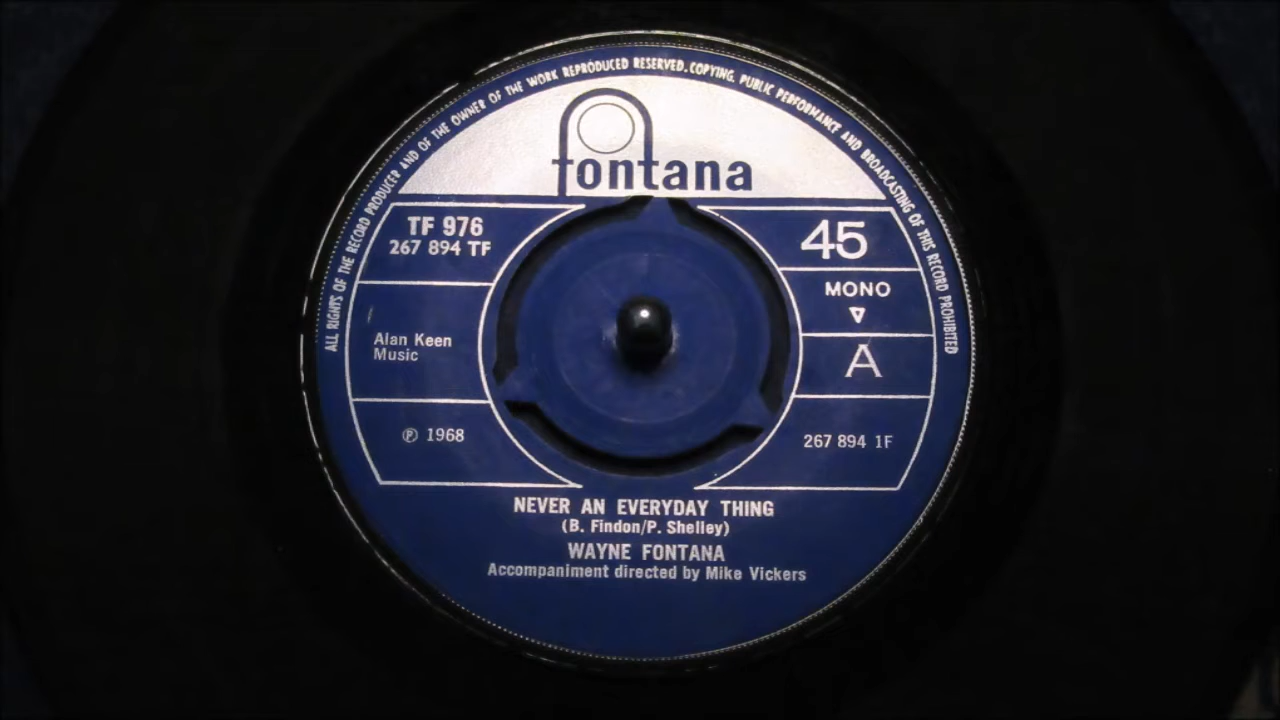 ALL RIGHTS OF THE RECORD PRODUCER AND OF THE OWNER OF THE WORK REPRODUCED RESERVED. COPYING, PUBLIC PERFORMANCE AND BROADCASTING OF THIS RECORD PROHIBITED
fontana
TF 976
267 894 TF
Alan Keen
Music
℗ 1968
45
MONO
A
267 894 1F
NEVER AN EVERYDAY THING
(B. Findon/P. Shelley)
WAYNE FONTANA
Accompaniment directed by Mike Vickers